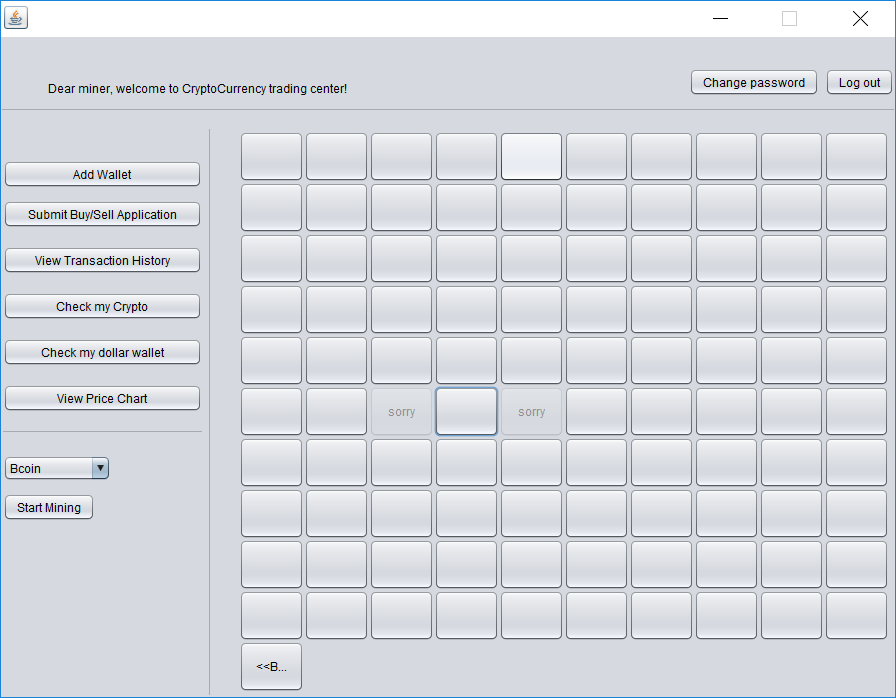 Dear miner, welcome to CryptoCurrency trading center!
Change password
Log out
Add Wallet
Submit Buy/Sell Application
View Transaction History
Check my Crypto
Check my dollar wallet
View Price Chart
Bcoin
Start Mining
sorry sorry
<<B...